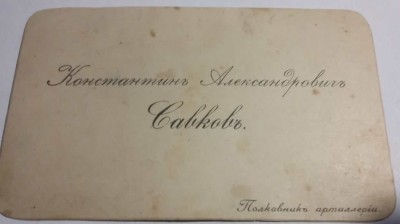 Константинъ Александровичъ
Савковъ.
Полковникъ артиллеріи.